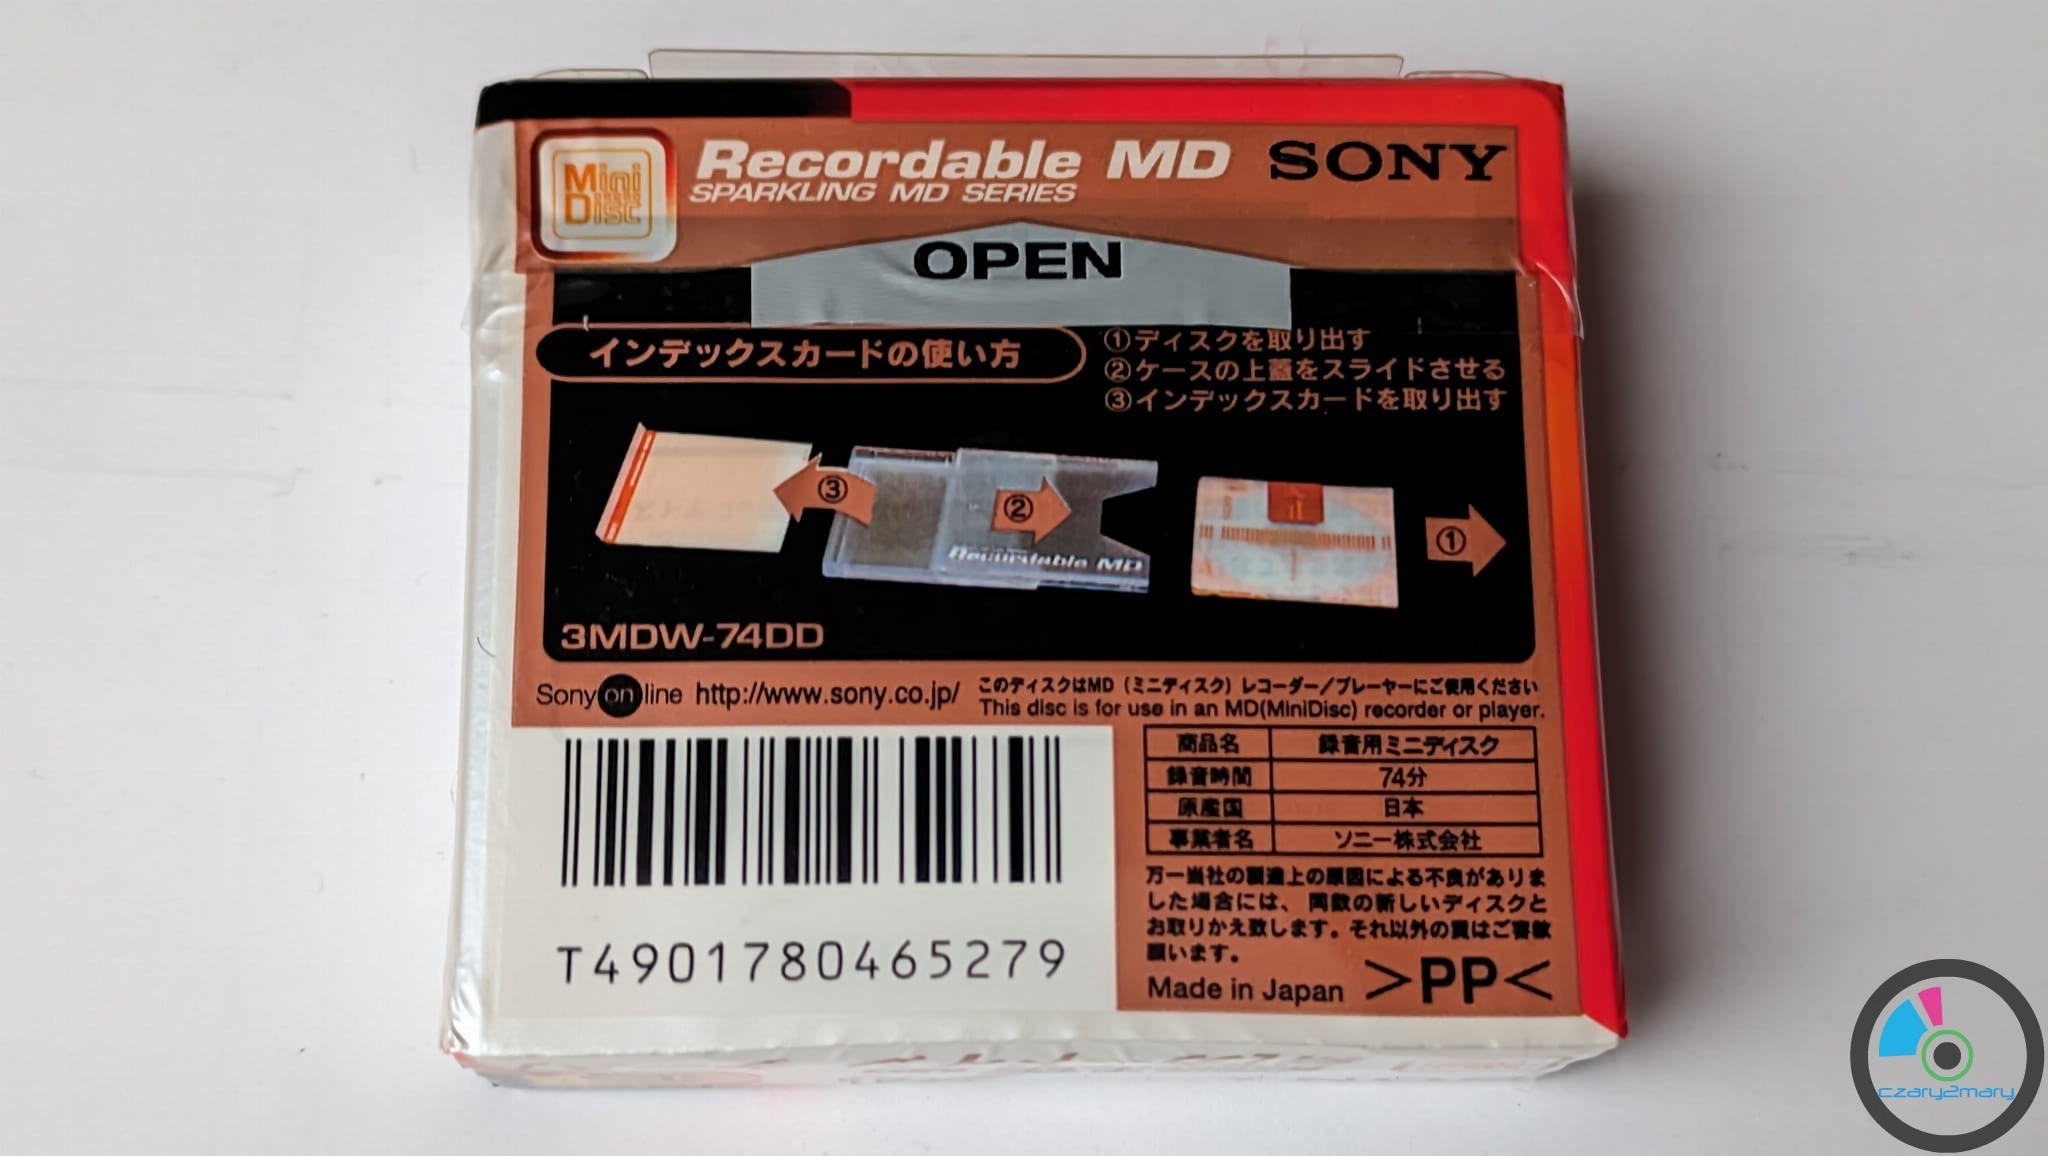 Mini Disc
Recordable MD
SPARKLING MD SERIES
SONY
OPEN
インデックスカードの使い方
①ディスクを取り出す
②ケースの上蓋をスライドさせる
③インデックスカードを取り出す
③
②
①
Recordable MD
3MDW-74DD
Sony on line http://www.sony.co.jp/
このディスクはMD（ミニディスク）レコーダー／プレーヤーにご使用ください
This disc is for use in an MD(MiniDisc) recorder or player.
商品名 録音用ミニディスク
録音時間 74分
原産国 日本
事業者名 ソニー株式会社
万一当社の製造上の原因による不良がありま
した場合には、同数の新しいディスクと
お取りかえ致します。それ以外の責はご容赦
願います。
Made in Japan >PP<
T4901780465279
czary2mary